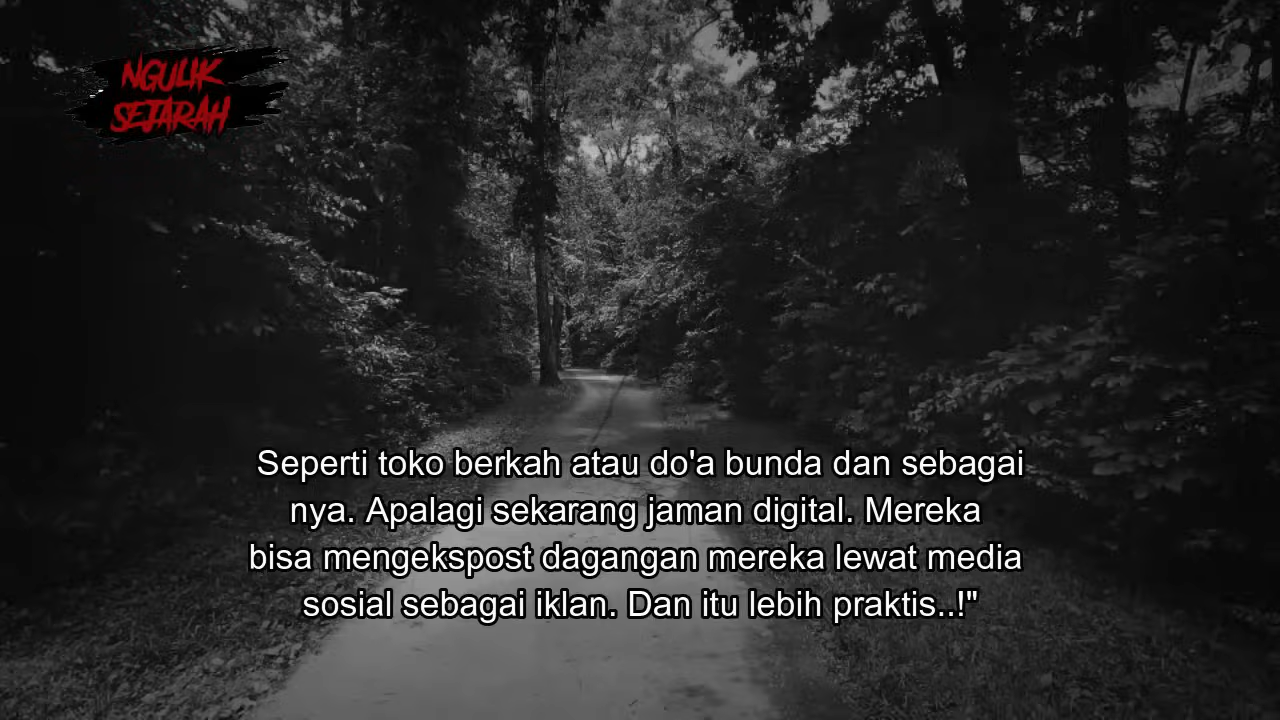 NGULIK
SEJARAH
Seperti toko berkah atau do'a bunda dan sebagai
nya. Apalagi sekarang jaman digital. Mereka
bisa mengekspost dagangan mereka lewat media
sosial sebagai iklan. Dan itu lebih praktis..!"